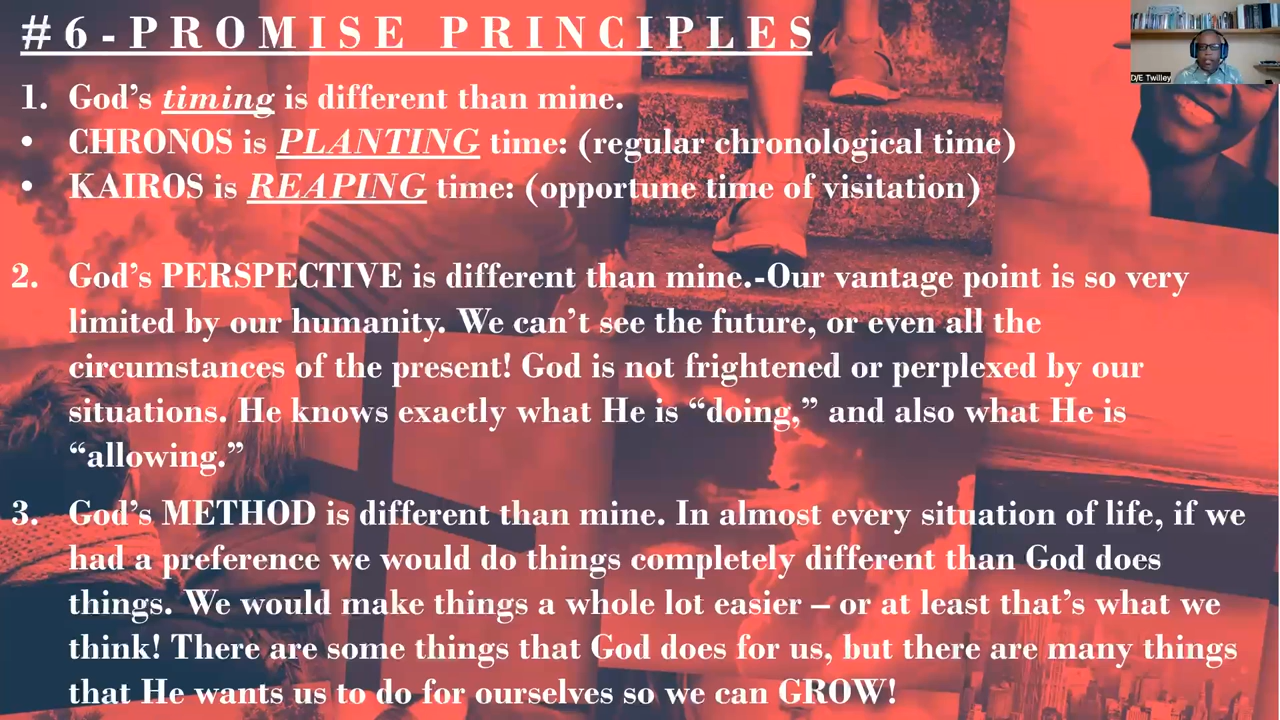 #6-PROMISE PRINCIPLES
D/E Twilley
1. God's timing is different than mine.
• CHRONOS is PLANTING time: (regular chronological time)
• KAIROS is REAPING time: (opportune time of visitation)
2. God's PERSPECTIVE is different than mine.-Our vantage point is so very
limited by our humanity. We can't see the future, or even all the
circumstances of the present! God is not frightened or perplexed by our
situations. He knows exactly what He is “doing,” and also what He is
“allowing.”
3. God's METHOD is different than mine. In almost every situation of life, if we
had a preference we would do things completely different than God does
things. We would make things a whole lot easier – or at least that's what we
think! There are some things that God does for us, but there are many things
that He wants us to do for ourselves so we can GROW!